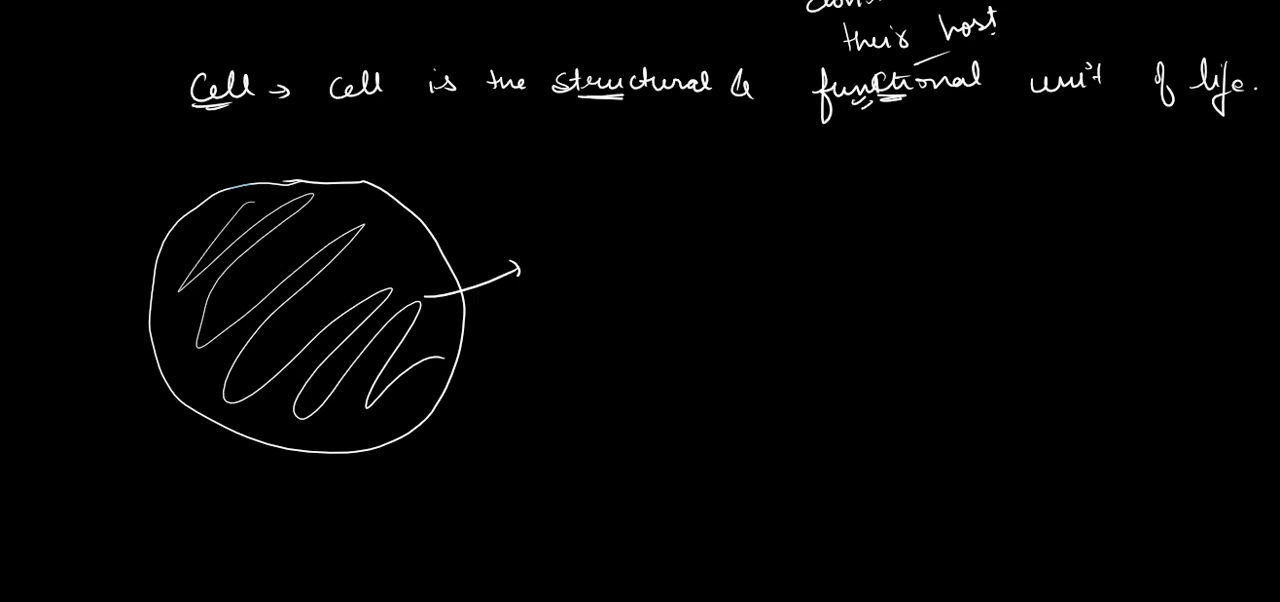 their host
Cell → Cell is the structural & functional unit of life.